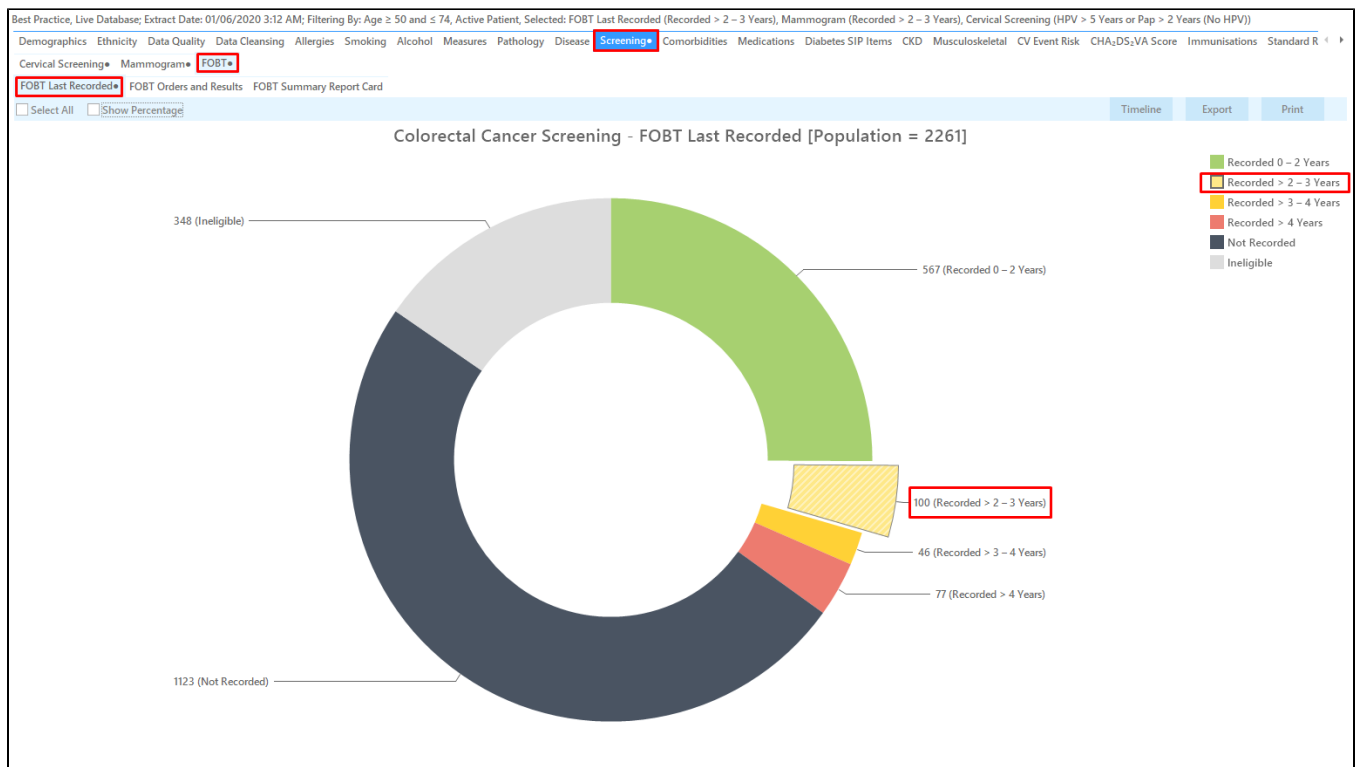 Best Practice, Live Database; Extract Date: 01/06/2020 3:12 AM; Filtering By: Age ≥ 50 and ≤ 74, Active Patient, Selected: FOBT Last Recorded (Recorded > 2 – 3 Years), Mammogram (Recorded > 2 – 3 Years), Cervical Screening (HPV > 5 Years or Pap > 2 Years (No HPV))
Demographics Ethnicity Data Quality Data Cleansing Allergies Smoking Alcohol Measures Pathology Disease Screening• Comorbidities Medications Diabetes SIP Items CKD Musculoskeletal CV Event Risk CHA₂DS₂VA Score Immunisations Standard R
Cervical Screening• Mammogram• FOBT•
FOBT Last Recorded• FOBT Orders and Results FOBT Summary Report Card
Select All Show Percentage Timeline Export Print
Colorectal Cancer Screening - FOBT Last Recorded [Population = 2261]
Recorded 0 – 2 Years
Recorded > 2 – 3 Years
Recorded > 3 – 4 Years
Recorded > 4 Years
Not Recorded
Ineligible
348 (Ineligible)
567 (Recorded 0 – 2 Years)
100 (Recorded > 2 – 3 Years)
46 (Recorded > 3 – 4 Years)
77 (Recorded > 4 Years)
1123 (Not Recorded)